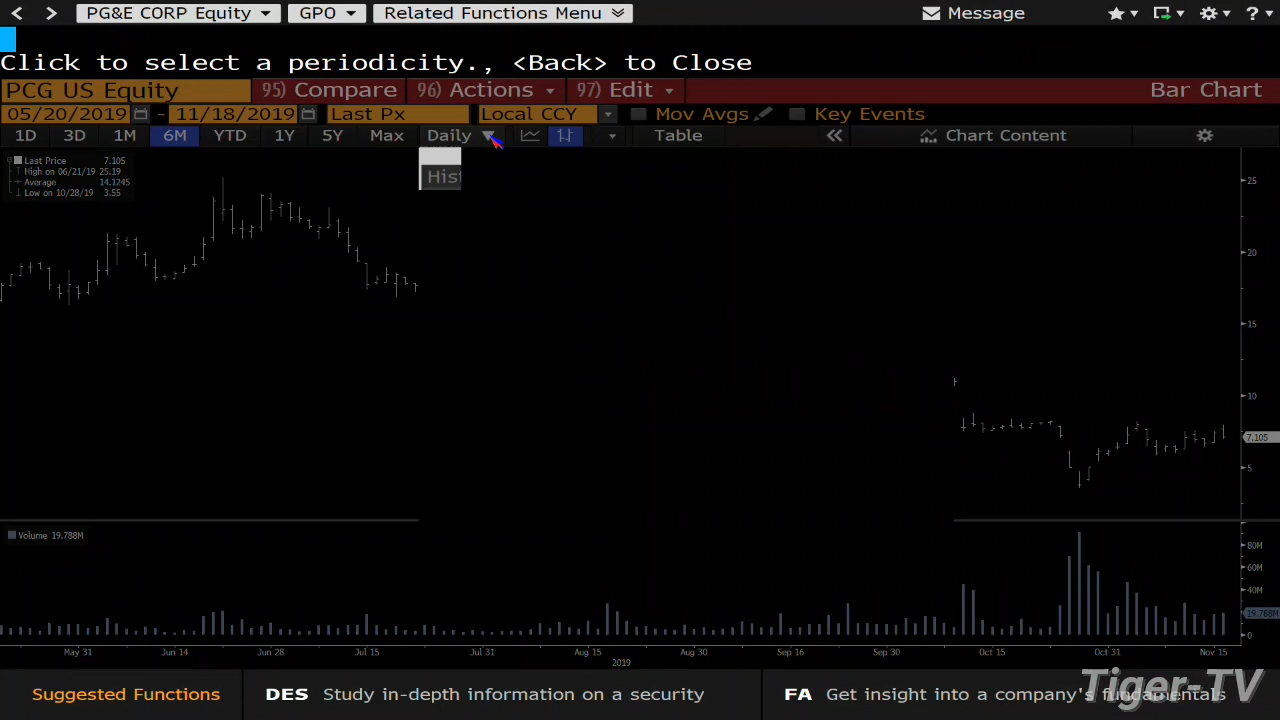 PG&E CORP Equity GPO Related Functions Menu Message ?
Click to select a periodicity., <Back> to Close
PCG US Equity 95) Compare 96) Actions 97) Edit Bar Chart
05/20/2019 - 11/18/2019 Last Px Local CCY Mov Avgs Key Events
1D 3D 1M 6M YTD 1Y 5Y Max Daily Table Chart Content
Last Price 7.105
High on 06/21/19 25.19
Average 14.1245
Low on 10/28/19 3.55
Hist
25
20
15
10
7.105
5
Volume 19.788M
80M
60M
40M
19.788M
0
May 31 Jun 14 Jun 28 Jul 15 Jul 31 Aug 15 Aug 30 Sep 16 Sep 30 Oct 15 Oct 31 Nov 15
2019
Suggested Functions DES Study in-depth information on a security FA Get insight into a company's fundamentals
Tiger-TV